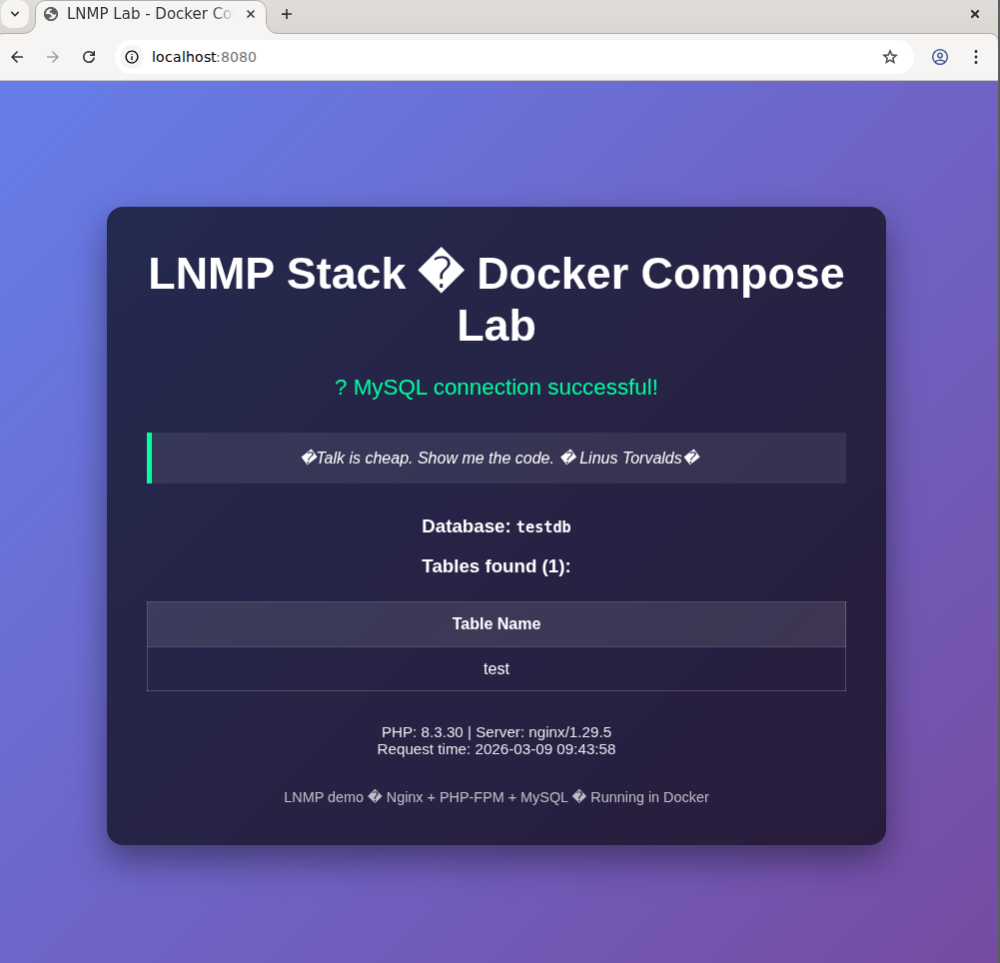 LNMP Lab - Docker Co
localhost:8080
LNMP Stack � Docker Compose
Lab
? MySQL connection successful!
�Talk is cheap. Show me the code. � Linus Torvalds�
Database: testdb
Tables found (1):
Table Name
test
PHP: 8.3.30 | Server: nginx/1.29.5
Request time: 2026-03-09 09:43:58
LNMP demo � Nginx + PHP-FPM + MySQL � Running in Docker